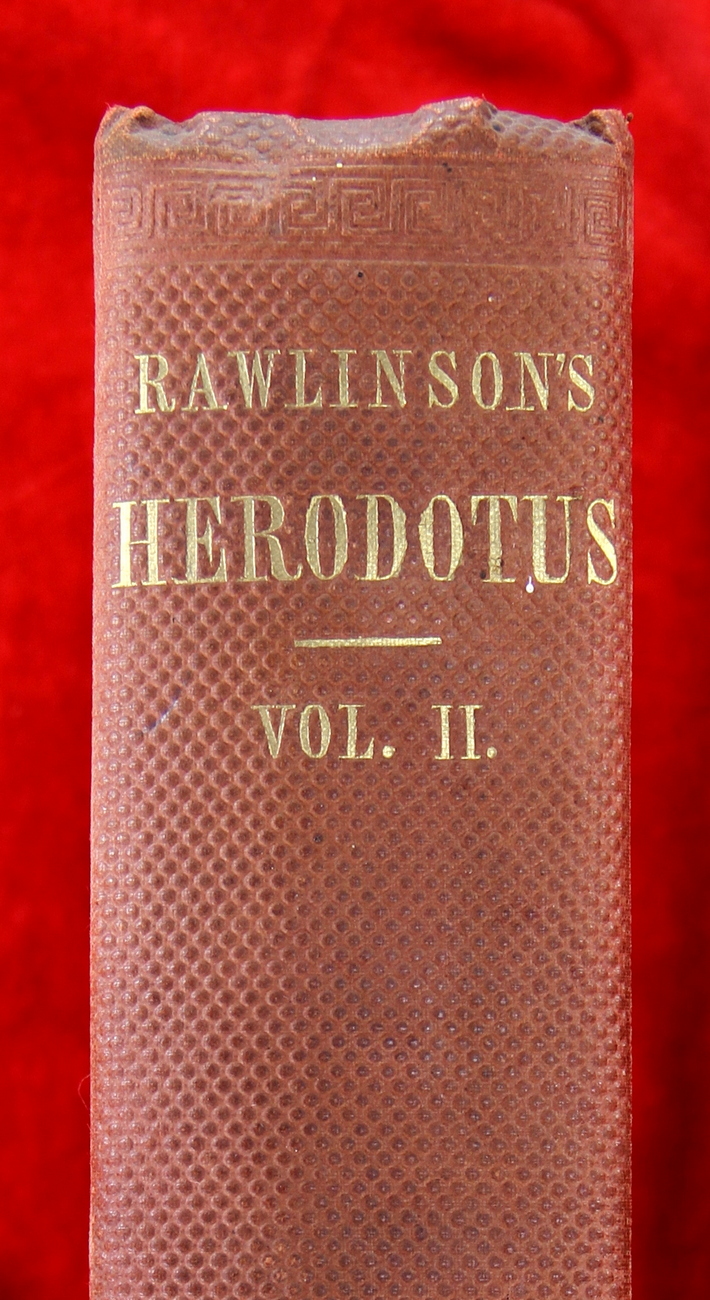 RAWLINSON'S
HERODOTUS
VOL. II.